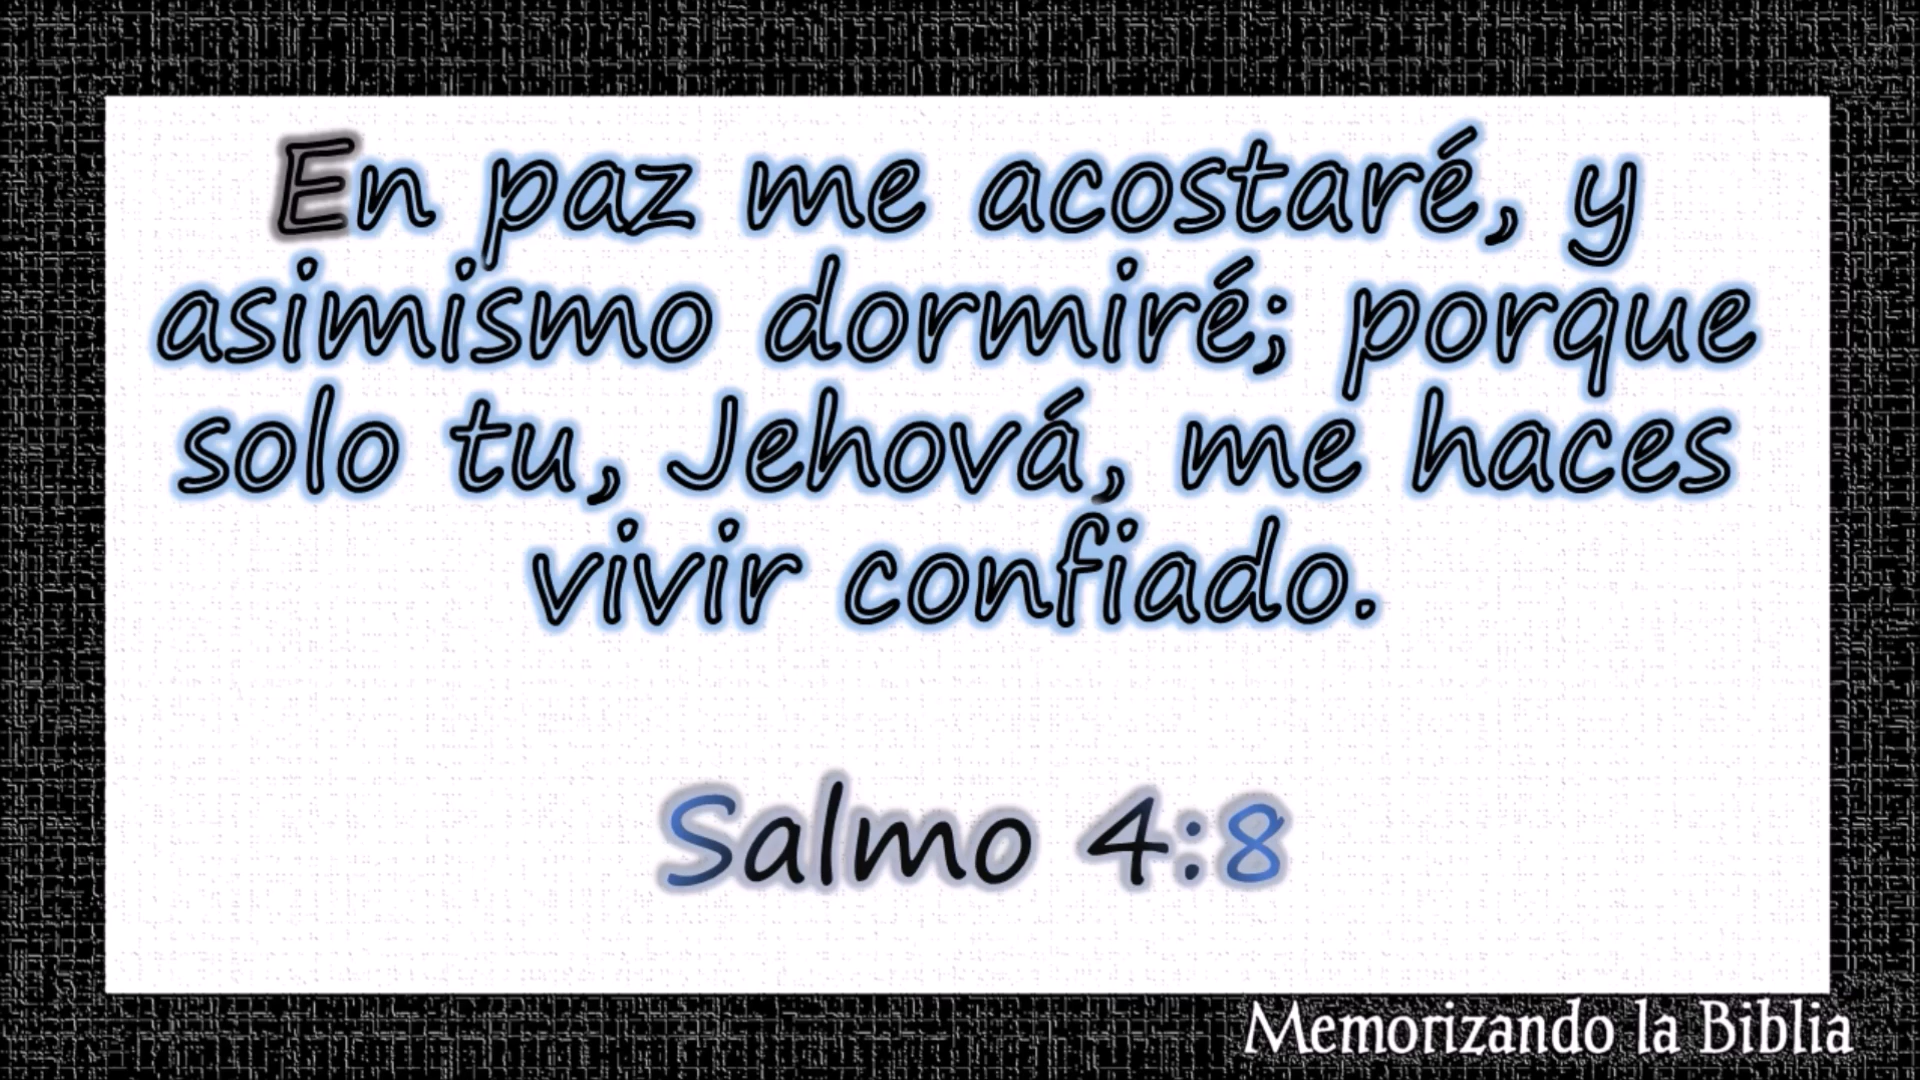 En paz me acostaré, y
asimismo dormiré; porque
solo tu, Jehová, me haces
vivir confiado.
Salmo 4:8
Memorizando la Biblia